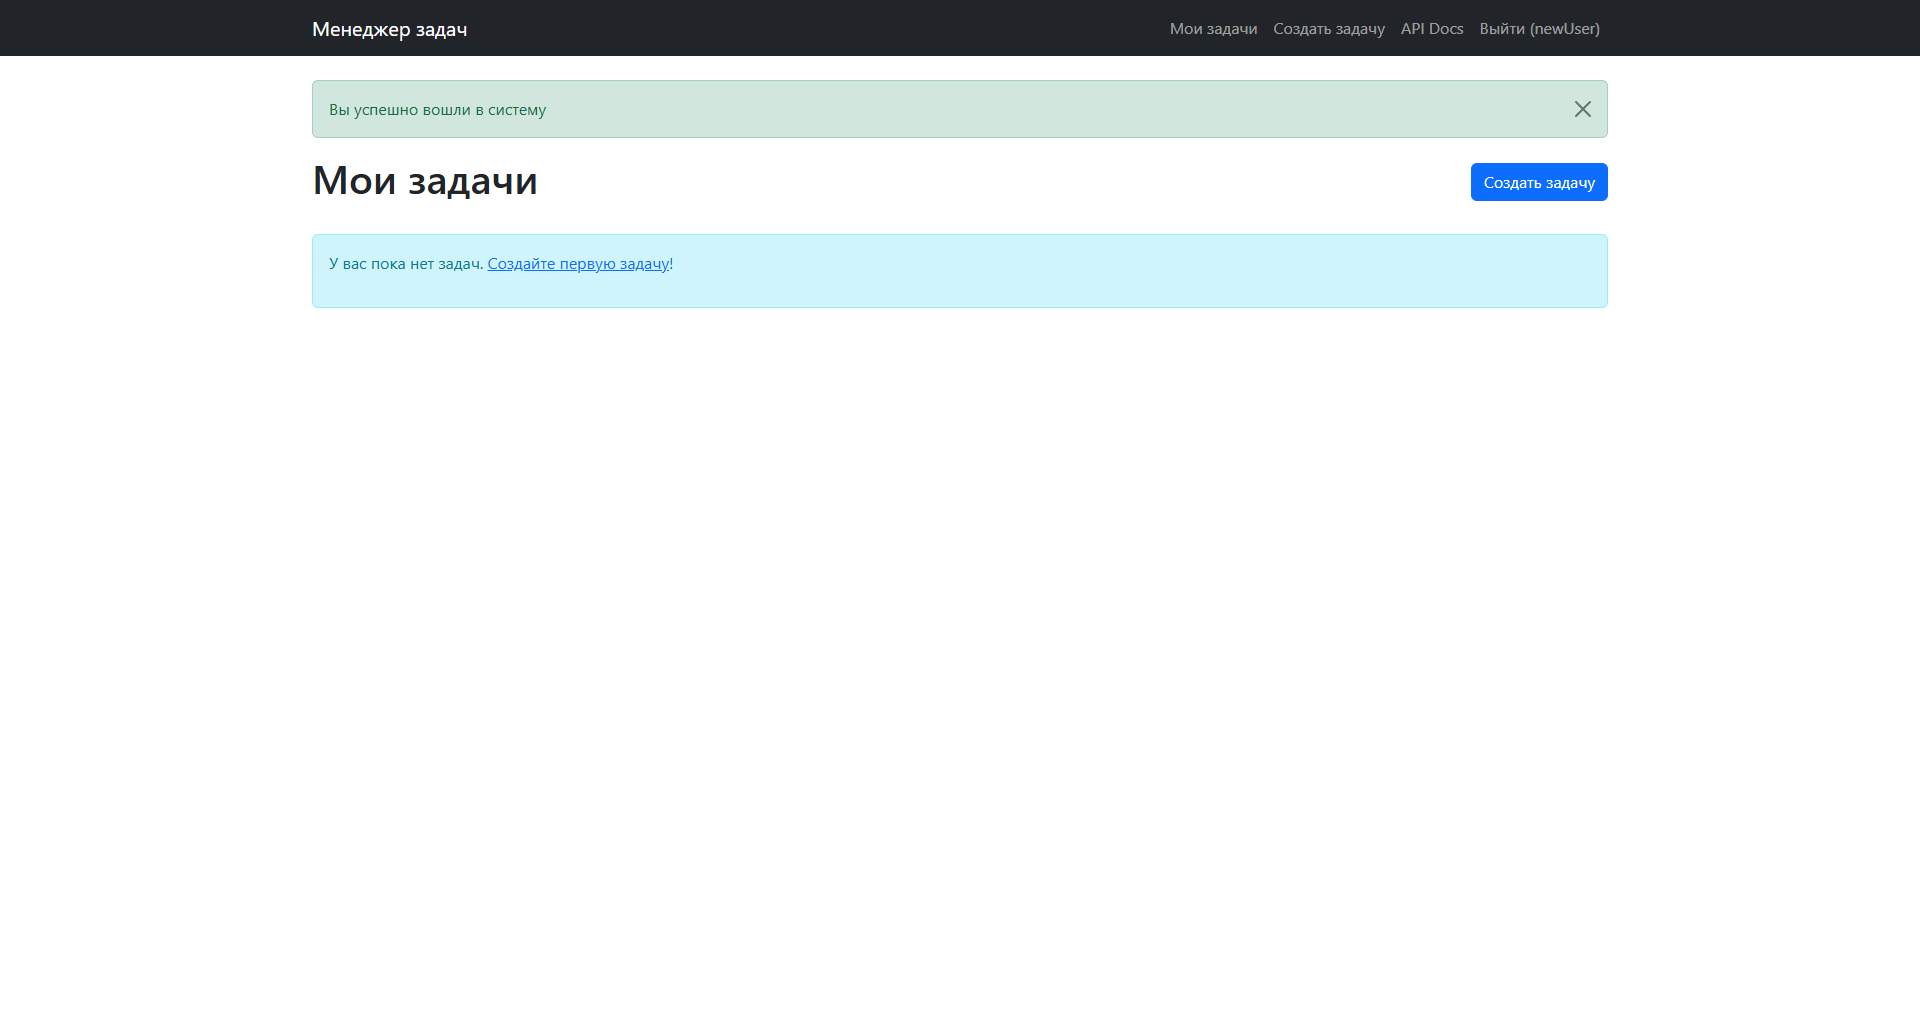 Менеджер задач
Мои задачи Создать задачу API Docs Выйти (newUser)
Вы успешно вошли в систему
Мои задачи
Создать задачу
У вас пока нет задач. Создайте первую задачу!